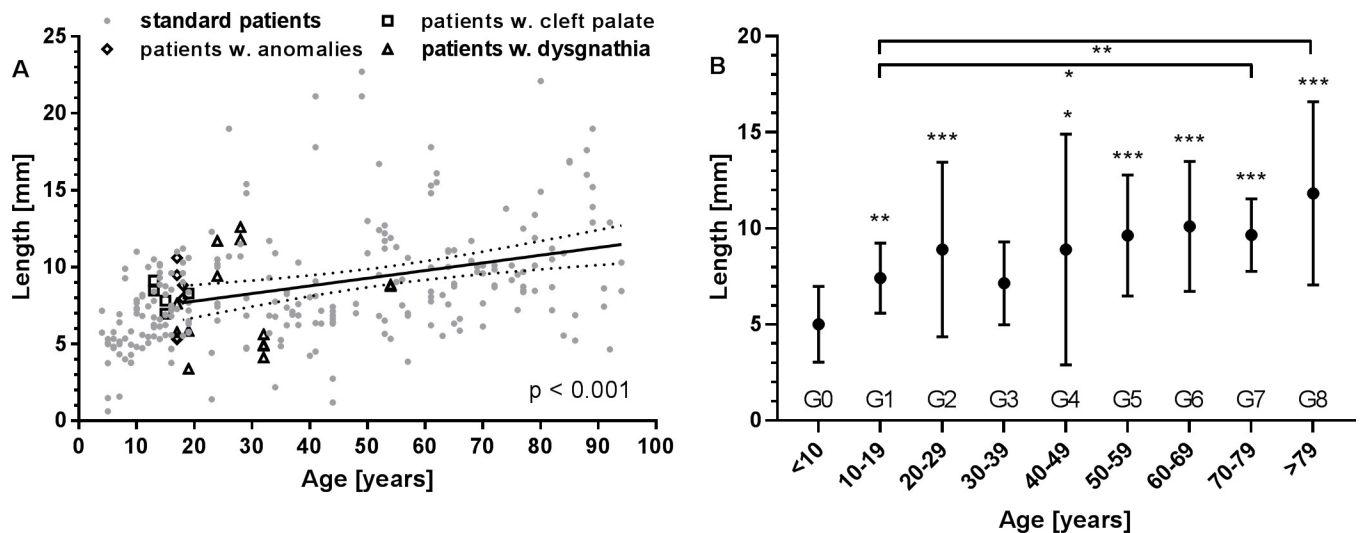 standard patients
patients w. cleft palate
patients w. anomalies
patients w. dysgnathia
A
Length [mm]
25
20
15
10
5
0
p < 0.001
0 10 20 30 40 50 60 70 80 90 100
Age [years]
B
Length [mm]
20
15
10
5
0
**
*
** *** * *** *** *** ***
G0 G1 G2 G3 G4 G5 G6 G7 G8
<10 10-19 20-29 30-39 40-49 50-59 60-69 70-79 >79
Age [years]